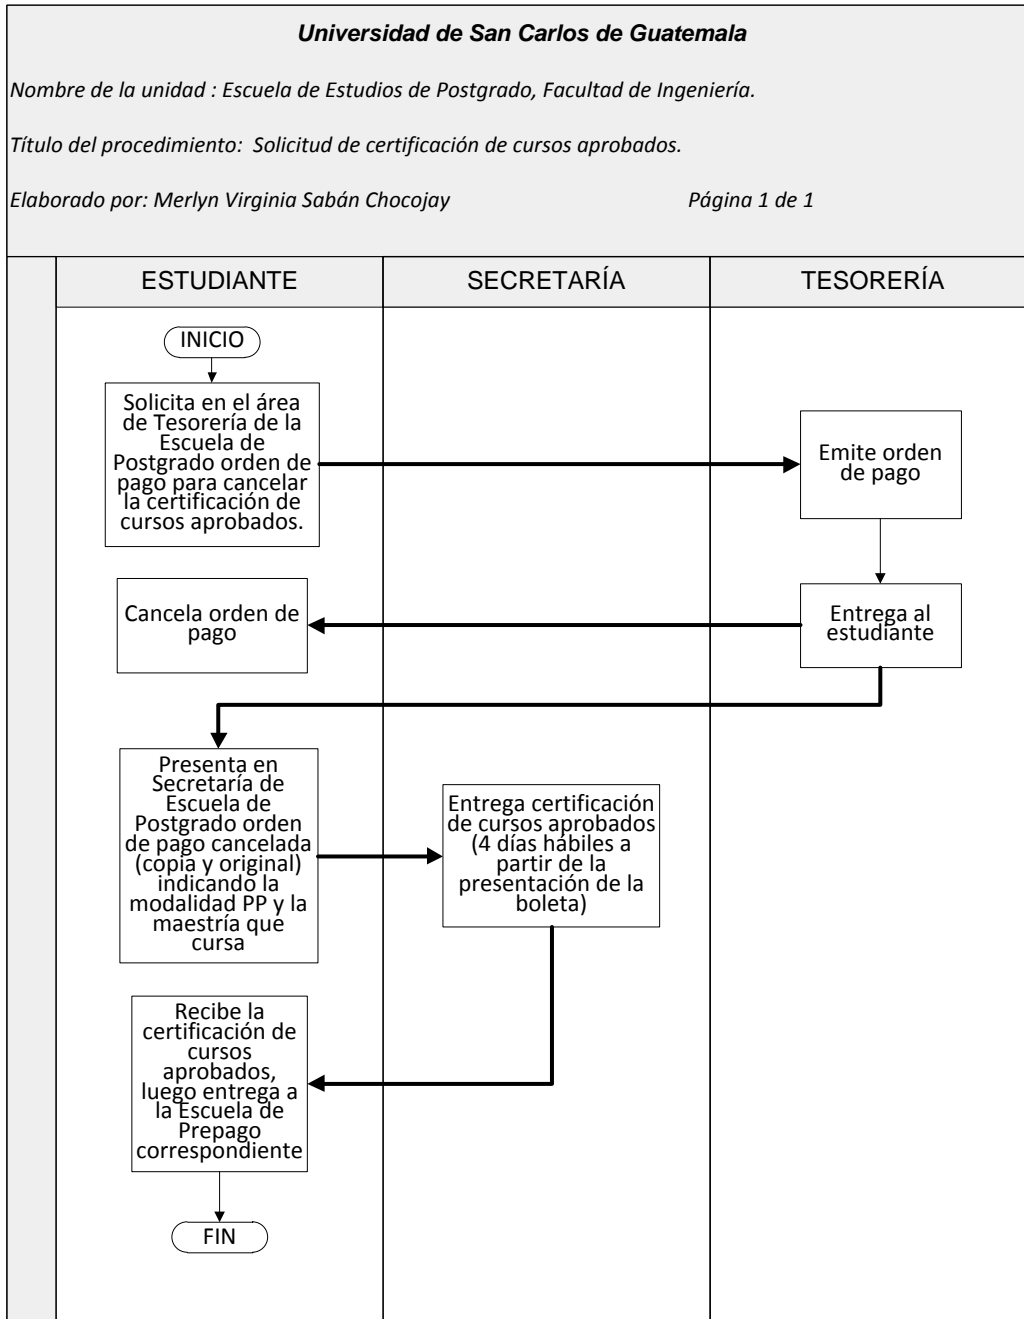 Universidad de San Carlos de Guatemala
Nombre de la unidad : Escuela de Estudios de Postgrado, Facultad de Ingeniería.
Título del procedimiento:  Solicitud de certificación de cursos aprobados.
Elaborado por: Merlyn Virginia Sabán Chocojay Página 1 de 1
ESTUDIANTE SECRETARÍA TESORERÍA
INICIO
Solicita en el área
de Tesorería de la
Escuela de
Postgrado orden de
pago para cancelar
la certificación de
cursos aprobados.
Emite orden
de pago
Entrega al
estudiante
Cancela orden de
pago
Presenta en
Secretaría de
Escuela de
Postgrado orden
de pago cancelada
(copia y original)
indicando la
modalidad PP y la
maestría que
cursa
Entrega certificación
de cursos aprobados
(4 días hábiles a
partir de la
presentación de la
boleta)
Recibe la
certificación de
cursos
aprobados,
luego entrega a
la Escuela de
Prepago
correspondiente
FIN